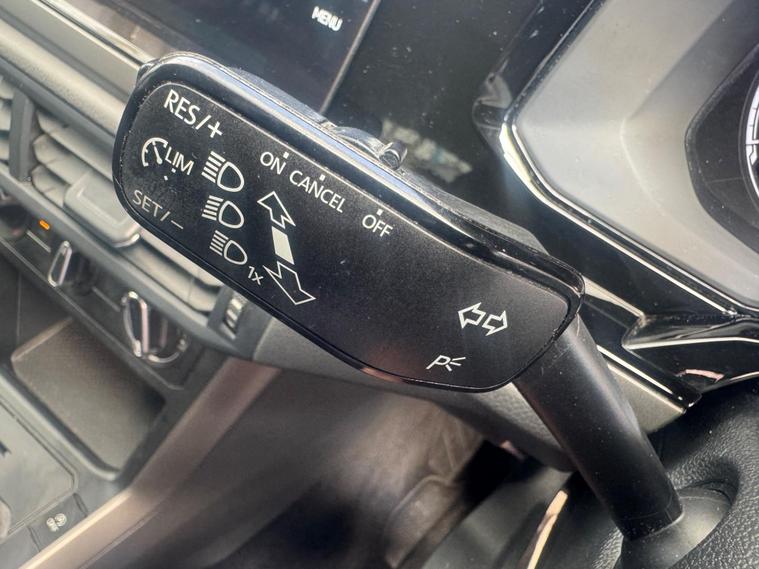 MENU
RES/+
LIM
SET/−
ON CANCEL OFF
1x
P